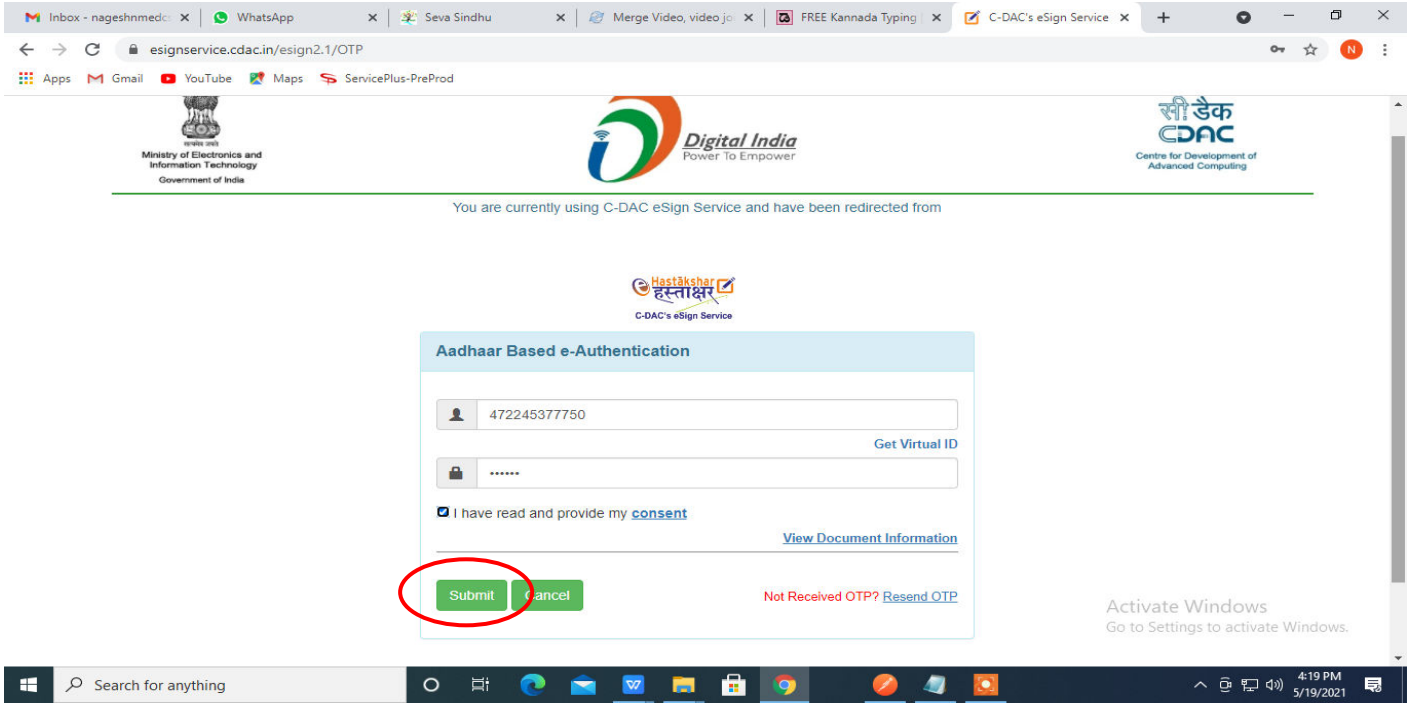 Inbox - nageshnmedc
WhatsApp
Seva Sindhu
Merge Video, video jo
FREE Kannada Typing
C-DAC's eSign Service
esignservice.cdac.in/esign2.1/OTP
N
Apps
Gmail
YouTube
Maps
ServicePlus-PreProd
सत्यमेव जयते
Ministry of Electronics and
Information Technology
Government of India
Digital India
Power To Empower
सी डैक
CDAC
Centre for Development of
Advanced Computing
You are currently using C-DAC eSign Service and have been redirected from
e Hastākshar
हस्ताक्षर
C-DAC's eSign Service
Aadhaar Based e-Authentication
472245377750
Get Virtual ID
••••••
I have read and provide my consent
View Document Information
Submit
Cancel
Not Received OTP? Resend OTP
Activate Windows
Go to Settings to activate Windows.
Search for anything
4:19 PM
5/19/2021